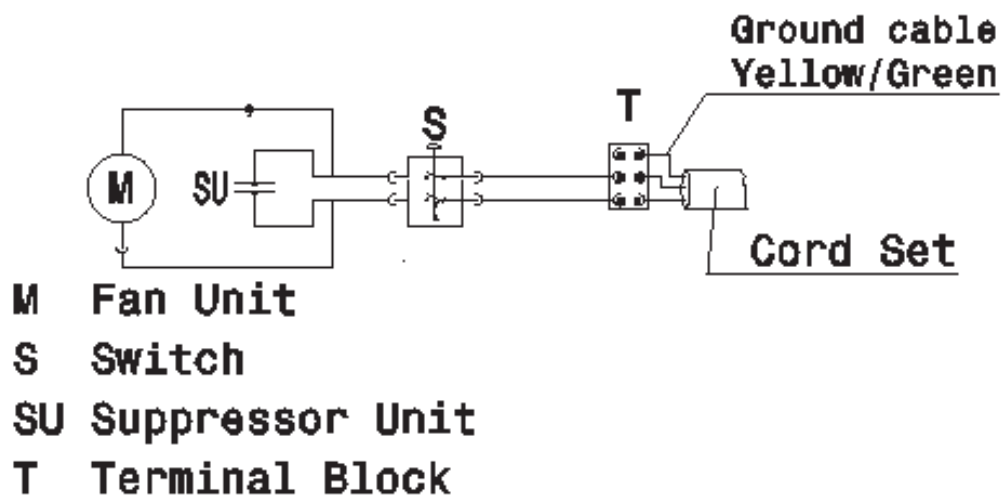 Ground cable
Yellow/Green
T
S
M
SU
Cord Set
M Fan Unit
S Switch
SU Suppressor Unit
T Terminal Block